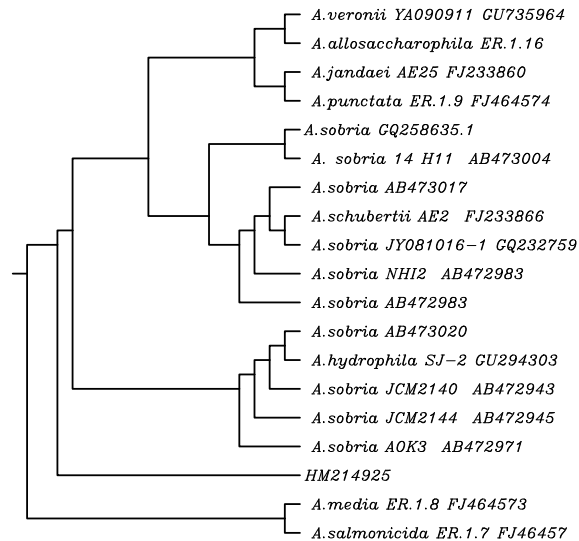 A.veronii YA090911 GU735964
A.allosaccharophila ER.1.16
A.jandaei AE25 FJ233860
A.punctata ER.1.9 FJ464574
A.sobria GQ258635.1
A. sobria 14 H11 AB473004
A.sobria AB473017
A.schubertii AE2 FJ233866
A.sobria JY081016-1 GQ232759
A.sobria NHI2 AB472983
A.sobria AB472983
A.sobria AB473020
A.hydrophila SJ-2 GU294303
A.sobria JCM2140 AB472943
A.sobria JCM2144 AB472945
A.sobria AOK3 AB472971
HM214925
A.media ER.1.8 FJ464573
A.salmonicida ER.1.7 FJ46457